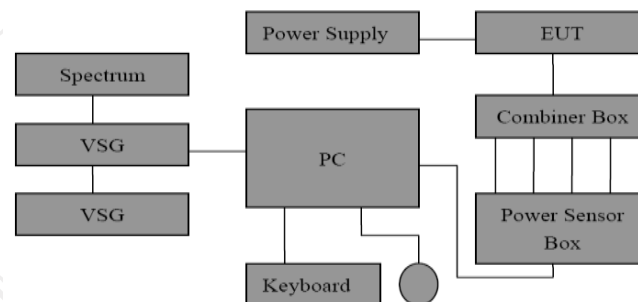 Power Supply
EUT
Spectrum
Combiner Box
VSG
PC
VSG
Power Sensor
Box
Keyboard